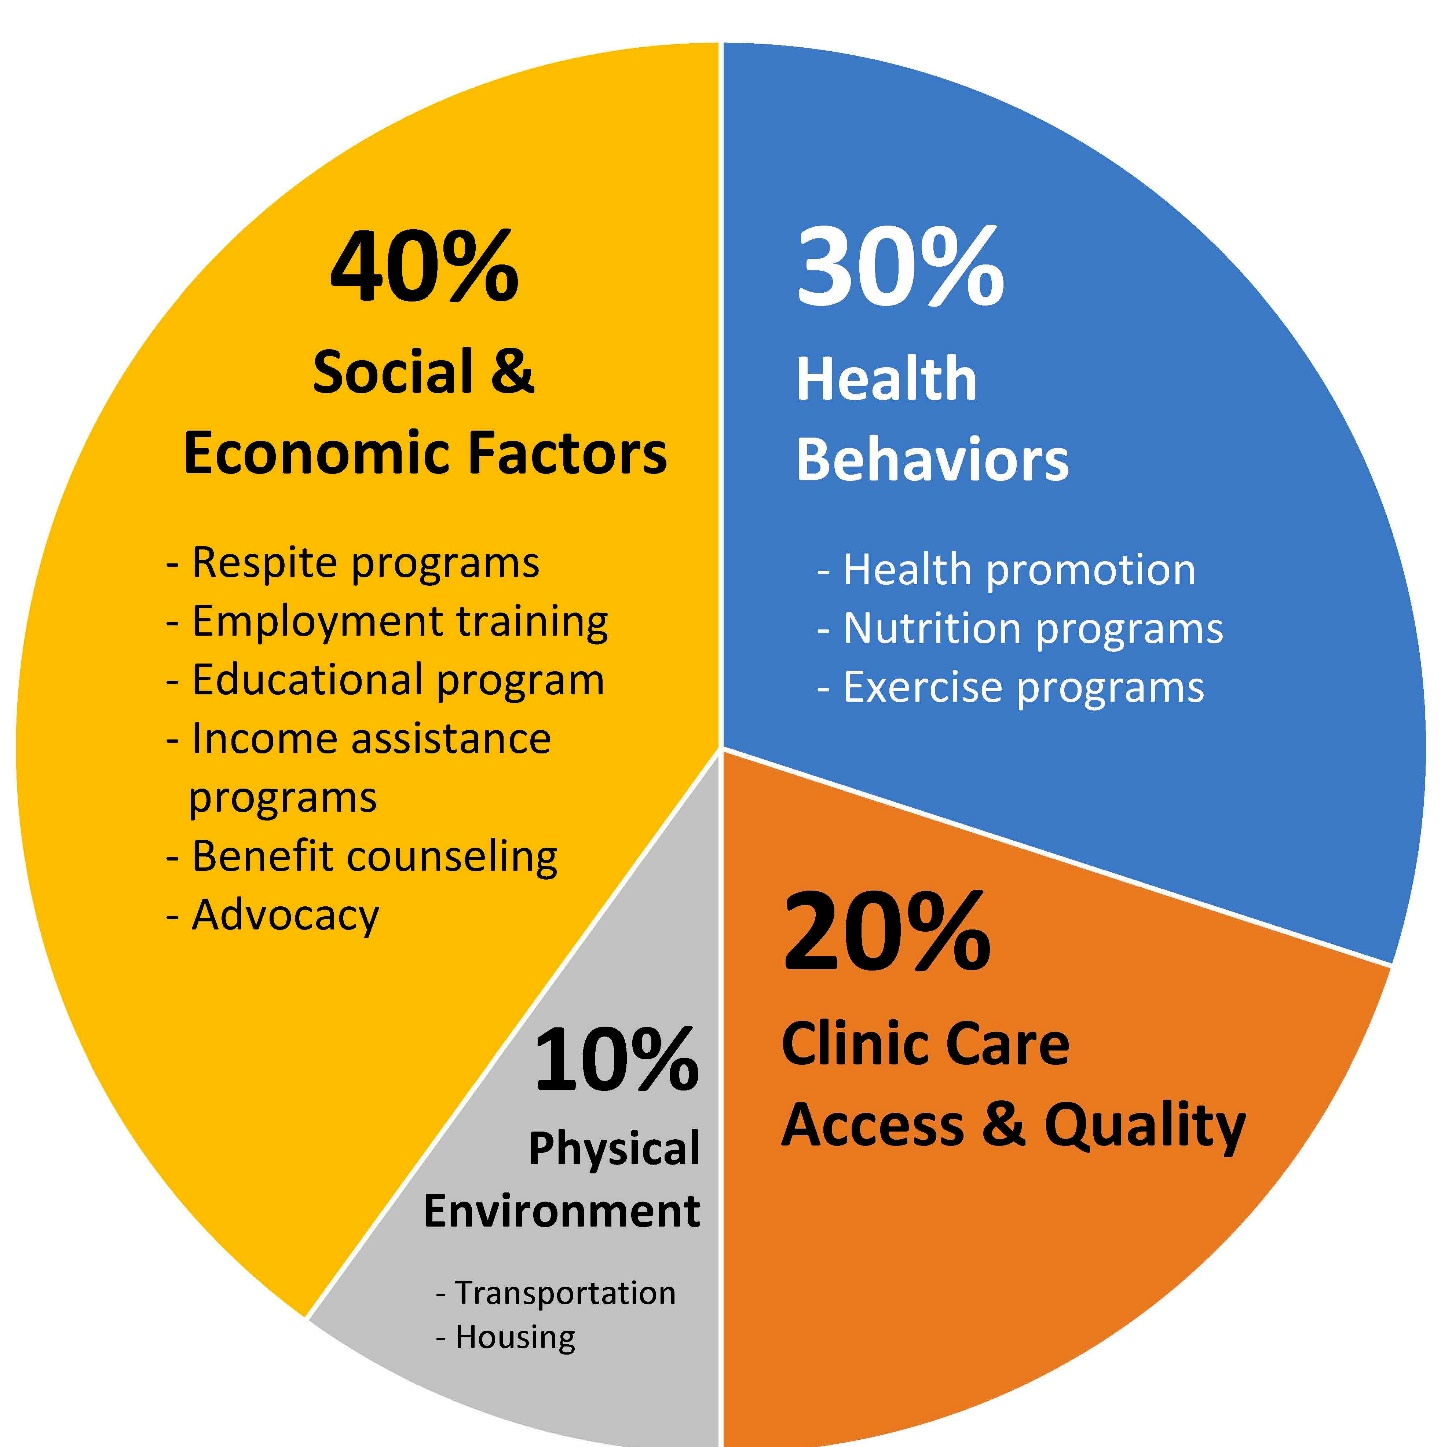 40%
Social &
Economic Factors
- Respite programs
- Employment training
- Educational program
- Income assistance
programs
- Benefit counseling
- Advocacy
30%
Health
Behaviors
- Health promotion
- Nutrition programs
- Exercise programs
20%
Clinic Care
Access & Quality
10%
Physical
Environment
- Transportation
- Housing